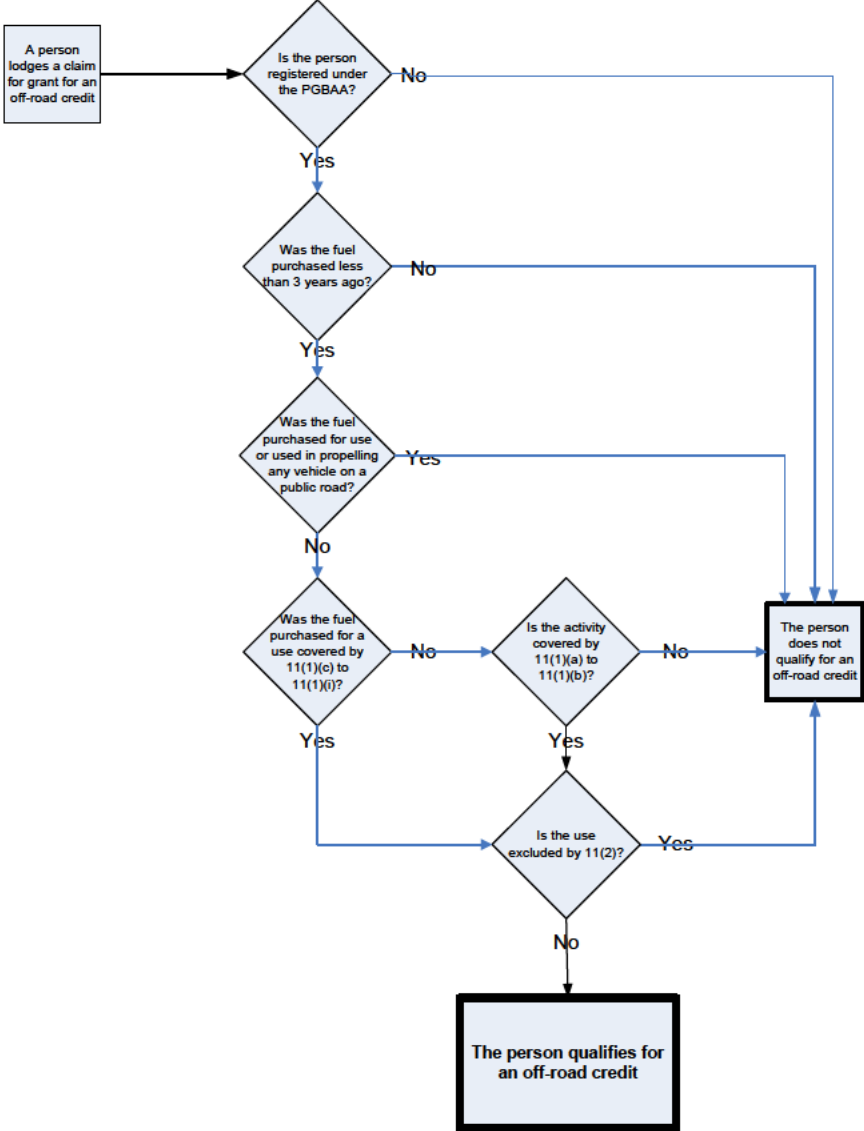 A person
lodges a claim
for grant for an
off-road credit
Is the person
registered under
the PGBAA?
No
Yes
Was the fuel
purchased less
than 3 years ago?
No
Yes
Was the fuel
purchased for use
or used in propelling
any vehicle on a
public road?
Yes
No
Was the fuel
purchased for a
use covered by
11(1)(c) to
11(1)(i)?
No
Is the activity
covered by
11(1)(a) to
11(1)(b)?
No
The person
does not
qualify for an
off-road credit
Yes
Yes
Is the use
excluded by 11(2)?
Yes
No
The person qualifies for
an off-road credit